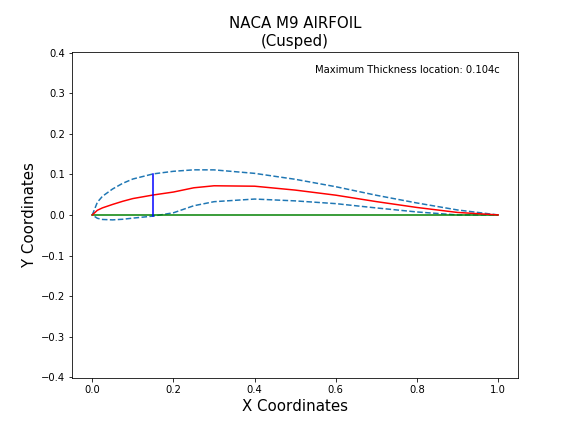 NACA M9 AIRFOIL
(Cusped)
Maximum Thickness location: 0.104c
0.4
0.3
0.2
0.1
0.0
−0.1
−0.2
−0.3
−0.4
Y Coordinates
0.0 0.2 0.4 0.6 0.8 1.0
X Coordinates